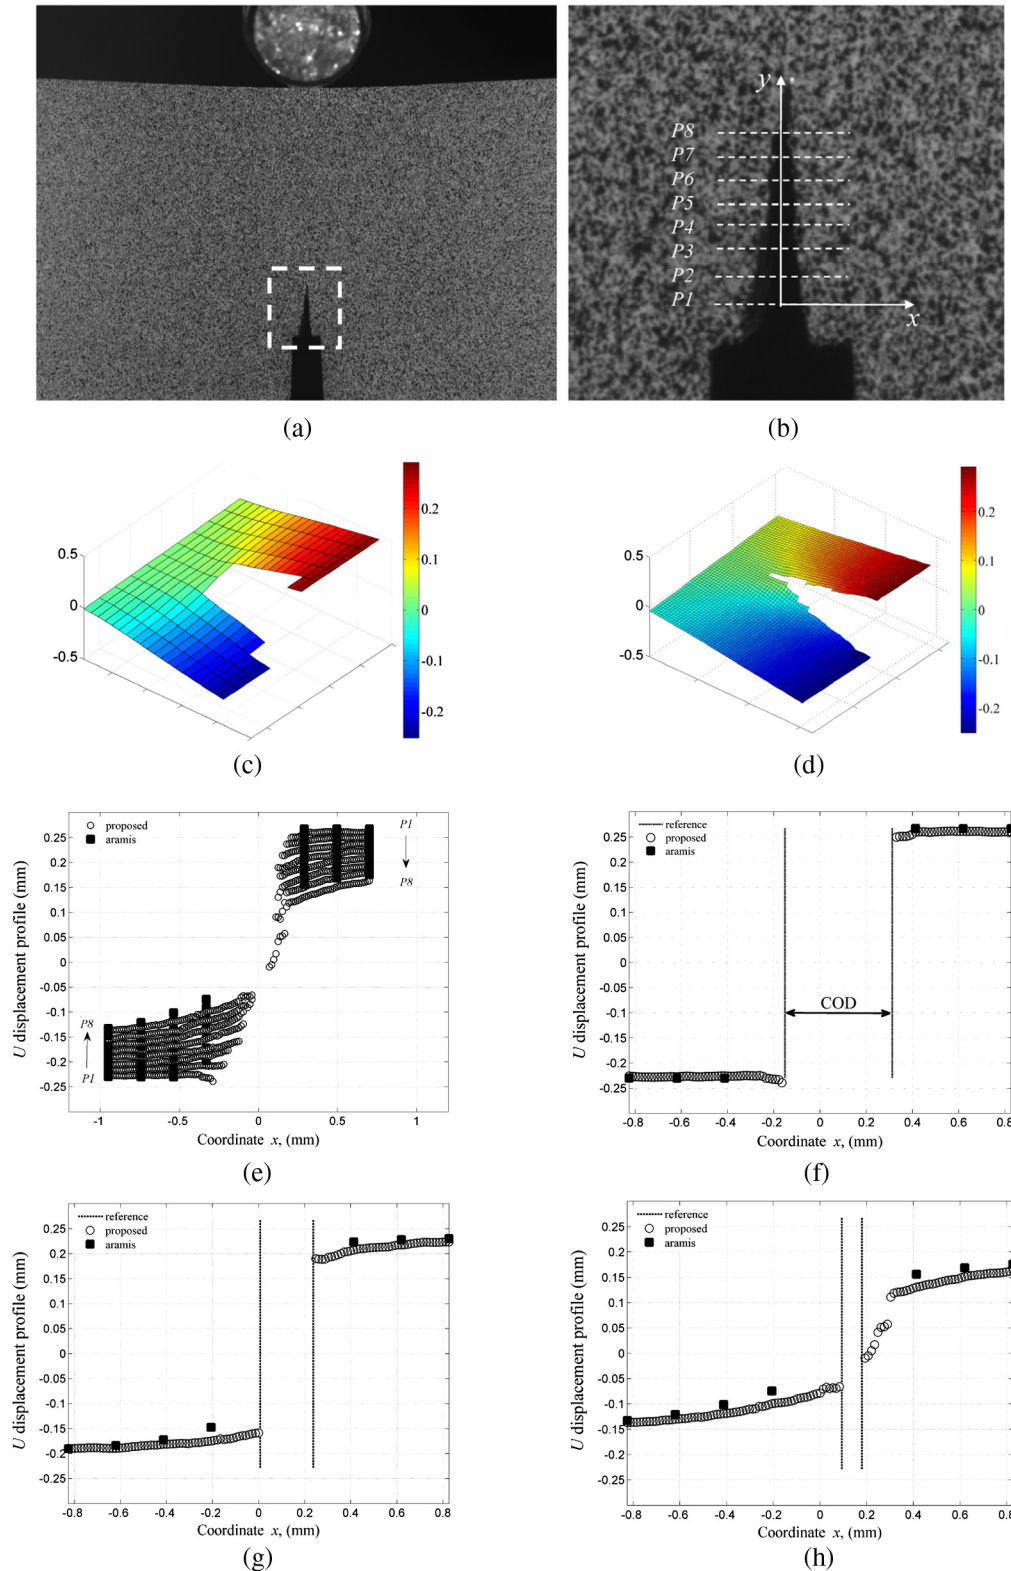 y
P8
P7
P6
P5
P4
P3
P2
P1
x
(a)
(b)
0.5
0
-0.5
0.2
0.1
0
-0.1
-0.2
(c)
0.5
0
-0.5
0.2
0.1
0
-0.1
-0.2
(d)
proposed
aramis
P1
P8
P8
P1
0.25
0.2
0.15
0.1
0.05
0
-0.05
-0.1
-0.15
-0.2
-0.25
U displacement profile (mm)
-1 -0.5 0 0.5 1
Coordinate x, (mm)
(e)
reference
proposed
aramis
COD
0.25
0.2
0.15
0.1
0.05
0
-0.05
-0.1
-0.15
-0.2
-0.25
U displacement profile (mm)
-0.8 -0.6 -0.4 -0.2 0 0.2 0.4 0.6 0.8
Coordinate x, (mm)
(f)
reference
proposed
aramis
0.25
0.2
0.15
0.1
0.05
0
-0.05
-0.1
-0.15
-0.2
-0.25
U displacement profile (mm)
-0.8 -0.6 -0.4 -0.2 0 0.2 0.4 0.6 0.8
Coordinate x, (mm)
(g)
reference
proposed
aramis
0.25
0.2
0.15
0.1
0.05
0
-0.05
-0.1
-0.15
-0.2
-0.25
U displacement profile (mm)
-0.8 -0.6 -0.4 -0.2 0 0.2 0.4 0.6 0.8
Coordinate x, (mm)
(h)